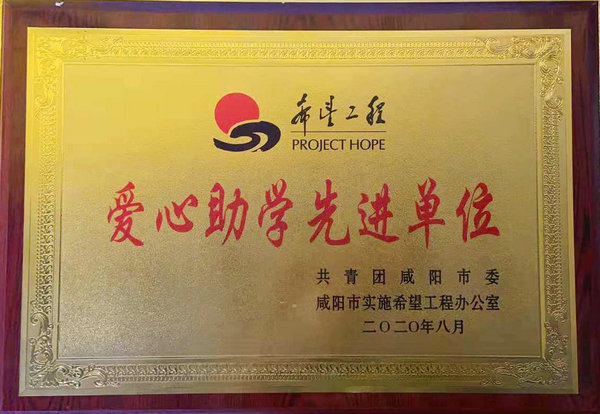 希望工程
PROJECT HOPE
爱心助学先进单位
共青团咸阳市委
咸阳市实施希望工程办公室
二〇二〇年八月